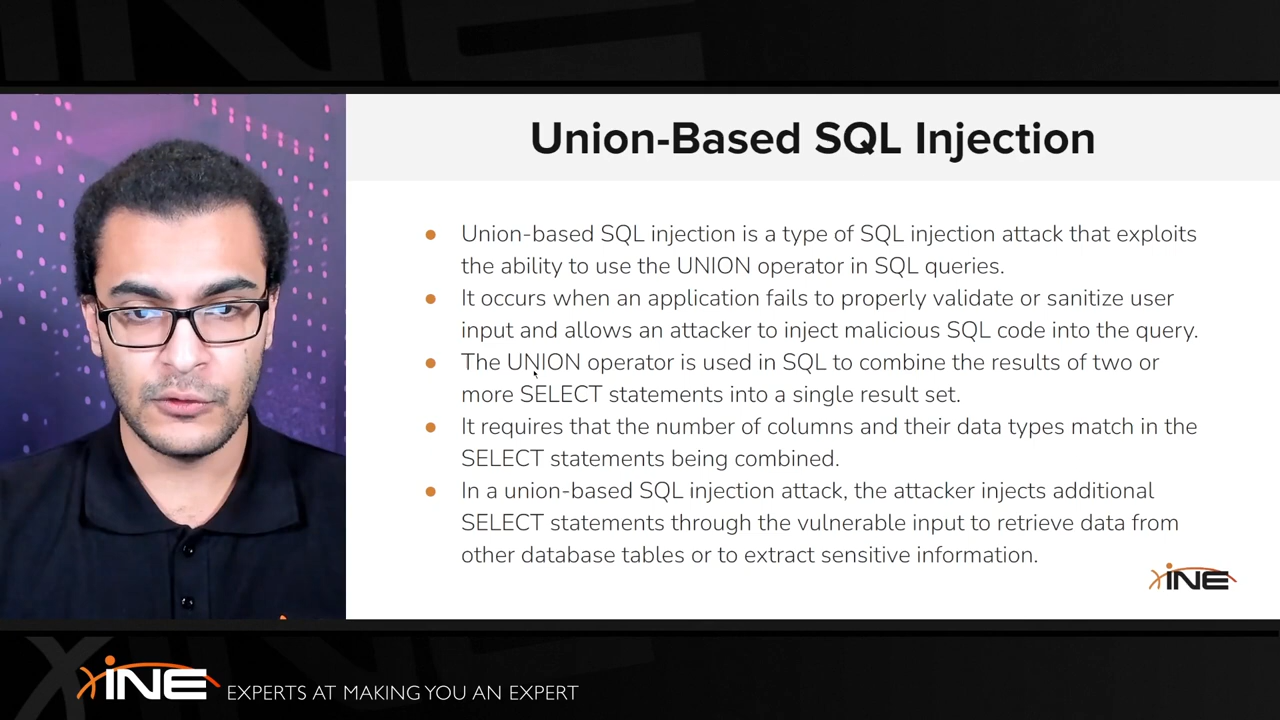 Union-Based SQL Injection
● Union-based SQL injection is a type of SQL injection attack that exploits
the ability to use the UNION operator in SQL queries.
● It occurs when an application fails to properly validate or sanitize user
input and allows an attacker to inject malicious SQL code into the query.
● The UNION operator is used in SQL to combine the results of two or
more SELECT statements into a single result set.
● It requires that the number of columns and their data types match in the
SELECT statements being combined.
● In a union-based SQL injection attack, the attacker injects additional
SELECT statements through the vulnerable input to retrieve data from
other database tables or to extract sensitive information.
iNE
iNE EXPERTS AT MAKING YOU AN EXPERT